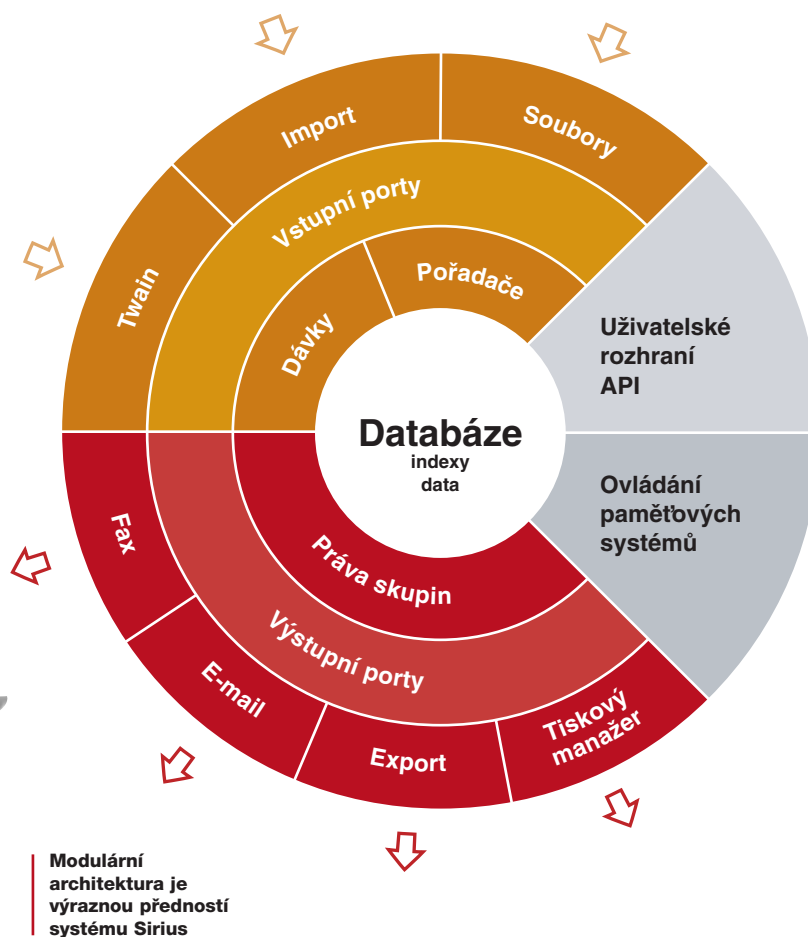 Import
Soubory
Twain
Vstupní porty
Dávky
Pořadače
Uživatelské
rozhraní
API
Databáze
indexy
data
Ovládání
paměťových
systémů
Fax
Práva skupin
Výstupní porty
E-mail
Export
Tiskový
manažer
Modulární
architektura je
výraznou předností
systému Sirius